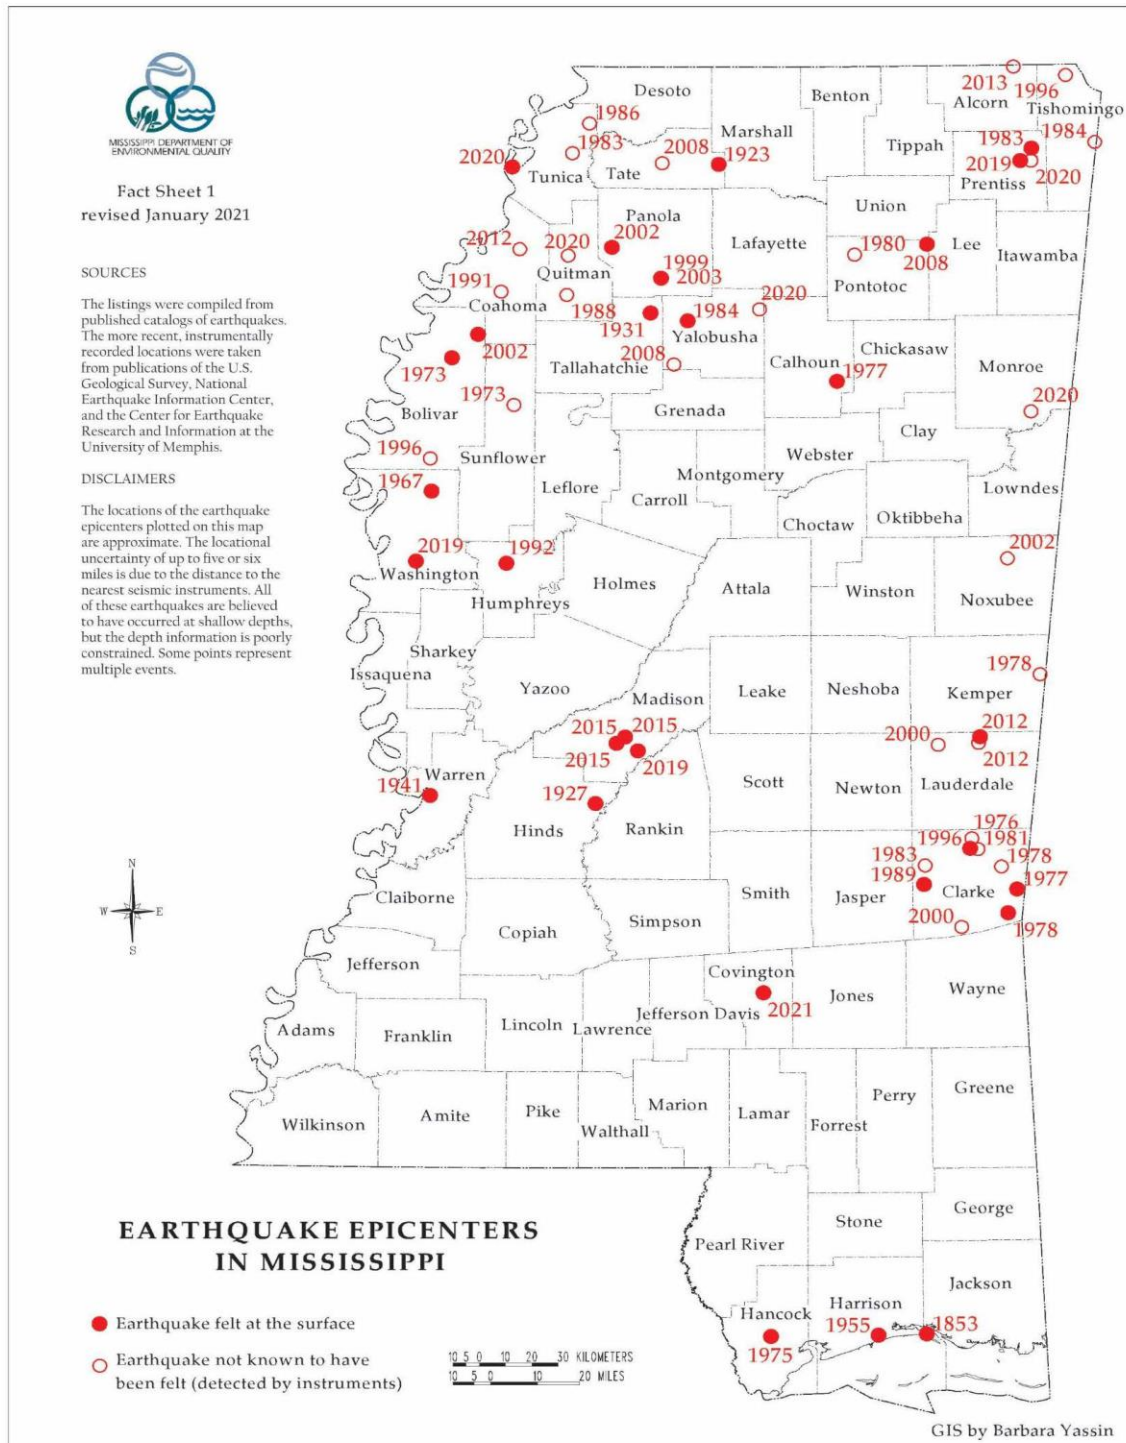 MISSISSIPPI DEPARTMENT OF
ENVIRONMENTAL QUALITY
Fact Sheet 1
revised January 2021
SOURCES
The listings were compiled from
published catalogs of earthquakes.
The more recent, instrumentally
recorded locations were taken
from publications of the U.S.
Geological Survey, National
Earthquake Information Center,
and the Center for Earthquake
Research and Information at the
University of Memphis.
DISCLAIMERS
The locations of the earthquake
epicenters plotted on this map
are approximate. The locational
uncertainty of up to five or six
miles is due to the distance to the
nearest seismic instruments. All
of these earthquakes are believed
to have occurred at shallow depths,
but the depth information is poorly
constrained. Some points represent
multiple events.
Desoto
Benton
2013
1996
Alcorn
Tishomingo
1986
Marshall
Tippah
1983
1984
1983
2008
1923
2020
Tunica
Tate
2019
2020
Prentiss
Panola
Union
2002
Lafayette
1980
Lee
2012
2020
1999
2003
2008
Itawamba
Quitman
Pontotoc
1991
Coahoma
1988
1931
1984
2020
Yalobusha
2002
Chickasaw
1973
Tallahatchie
2008
Calhoun
1977
Monroe
1973
Bolivar
Grenada
2020
Clay
1996
Sunflower
Webster
1967
Leflore
Montgomery
Carroll
Lowndes
Choctaw
Oktibbeha
2019
1992
2002
Washington
Holmes
Attala
Winston
Noxubee
Humphreys
Sharkey
1978
Issaquena
Yazoo
Madison
Leake
Neshoba
Kemper
2015
2015
2012
2015
2019
2000
2012
Warren
1941
1927
Scott
Newton
Lauderdale
Hinds
Rankin
1976
1996
1981
1983
1978
1989
1977
Claiborne
Smith
Jasper
Clarke
Copiah
Simpson
2000
1978
Jefferson
Covington
2021
Jones
Wayne
Adams
Franklin
Lincoln
Lawrence
Jefferson Davis
Wilkinson
Amite
Pike
Walthall
Marion
Lamar
Forrest
Perry
Greene
N
W
E
S
George
Stone
Pearl River
Jackson
Harrison
Hancock
1955
1853
1975
EARTHQUAKE EPICENTERS
IN MISSISSIPPI
Earthquake felt at the surface
Earthquake not known to have
been felt (detected by instruments)
10 5 0 10 20 30 KILOMETERS
10 5 0 10 20 MILES
GIS by Barbara Yassin